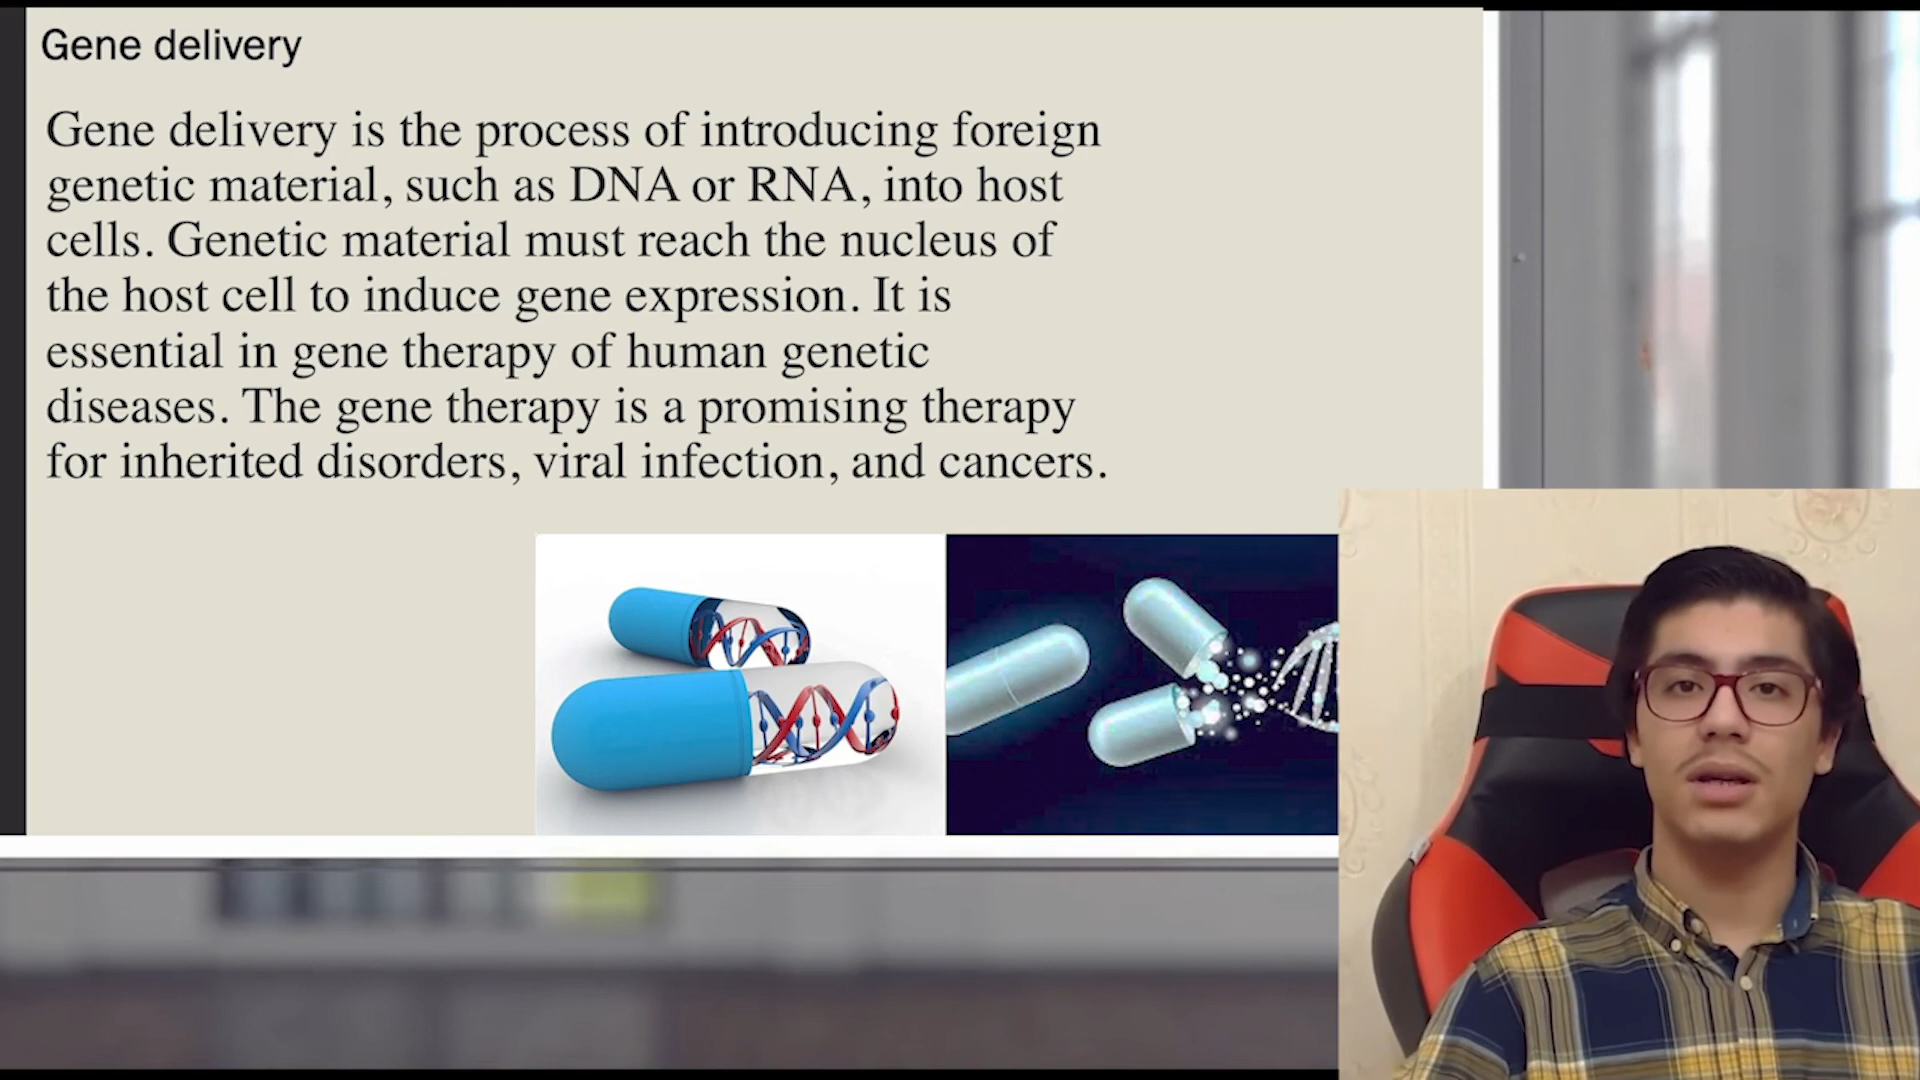 Gene delivery
Gene delivery is the process of introducing foreign
genetic material, such as DNA or RNA, into host
cells. Genetic material must reach the nucleus of
the host cell to induce gene expression. It is
essential in gene therapy of human genetic
diseases. The gene therapy is a promising therapy
for inherited disorders, viral infection, and cancers.